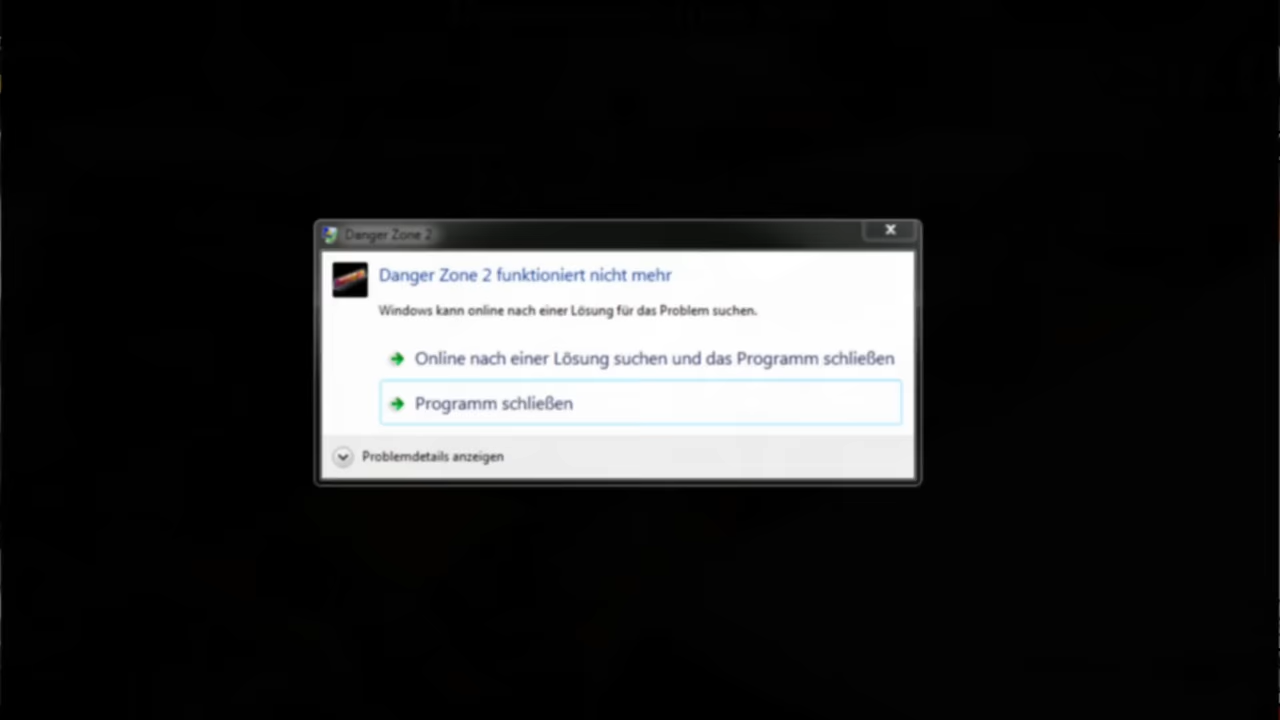 Danger Zone 2
Danger Zone 2 funktioniert nicht mehr
Windows kann online nach einer Lösung für das Problem suchen.
Online nach einer Lösung suchen und das Programm schließen
Programm schließen
Problemdetails anzeigen